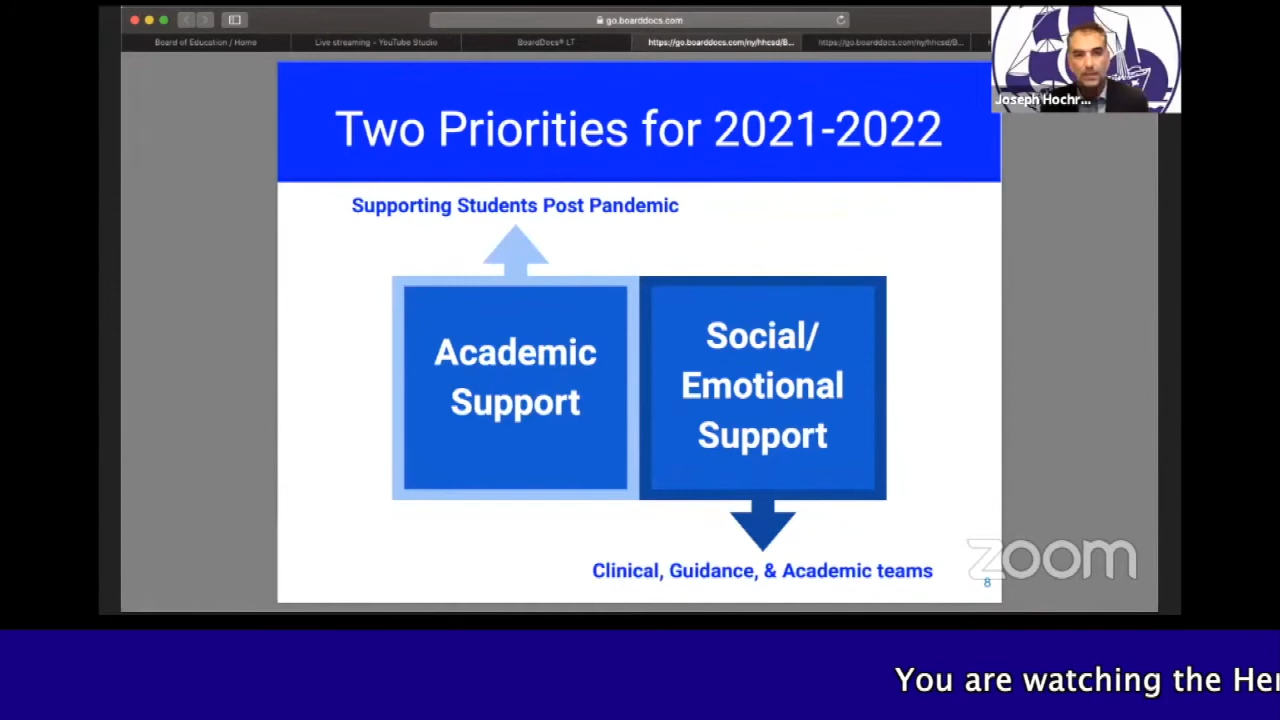 go.boarddocs.com
Board of Education / Home
Live streaming - YouTube Studio
BoardDocs® LT
https://go.boarddocs.com/ny/hhcsd/B...
https://go.boarddocs.com/ny/hhcsd/B...
Joseph Hochr...
Two Priorities for 2021-2022
Supporting Students Post Pandemic
Academic
Support
Social/
Emotional
Support
Clinical, Guidance, & Academic teams
zoom
8
You are watching the Her